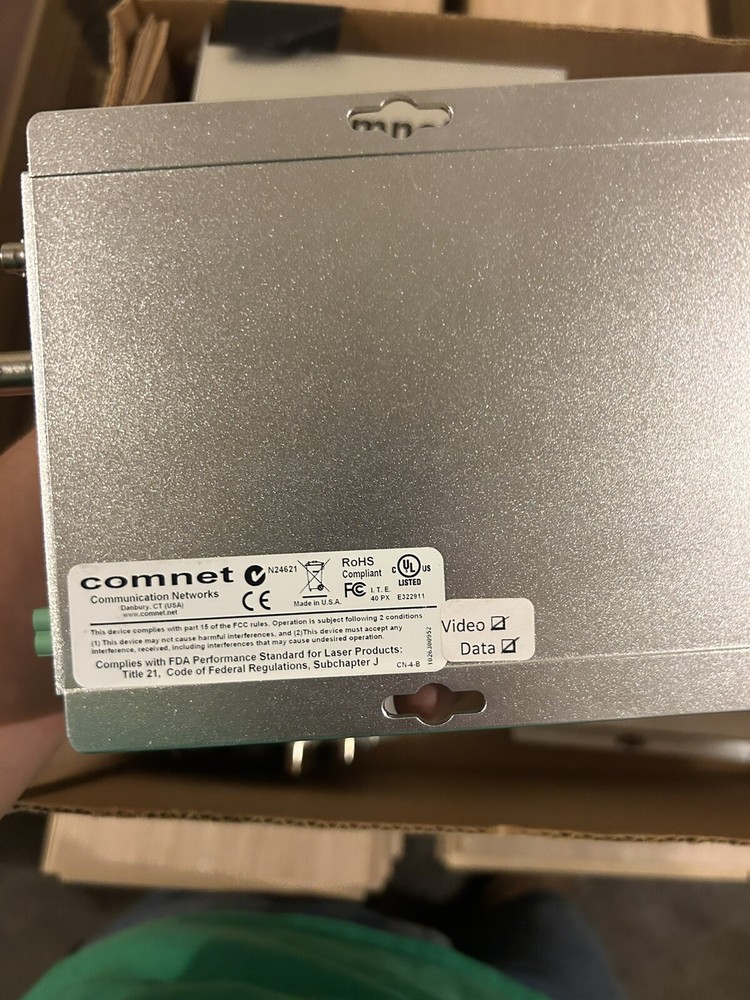 comnet N24621
Communication Networks
Danbury, CT (USA)
www.comnet.net
CE
Made in U.S.A.
RoHS
Compliant
FC I.T.E.
40 PX E322911
C UL US
LISTED
This device complies with part 15 of the FCC rules. Operation is subject following 2 conditions
(1) This device may not cause harmful interferences, and (2)This device must accept any
interference, received, including interferences that may cause undesired operation.
Complies with FDA Performance Standard for Laser Products:
Title 21, Code of Federal Regulations, Subchapter J CN-4-B
Video
Data